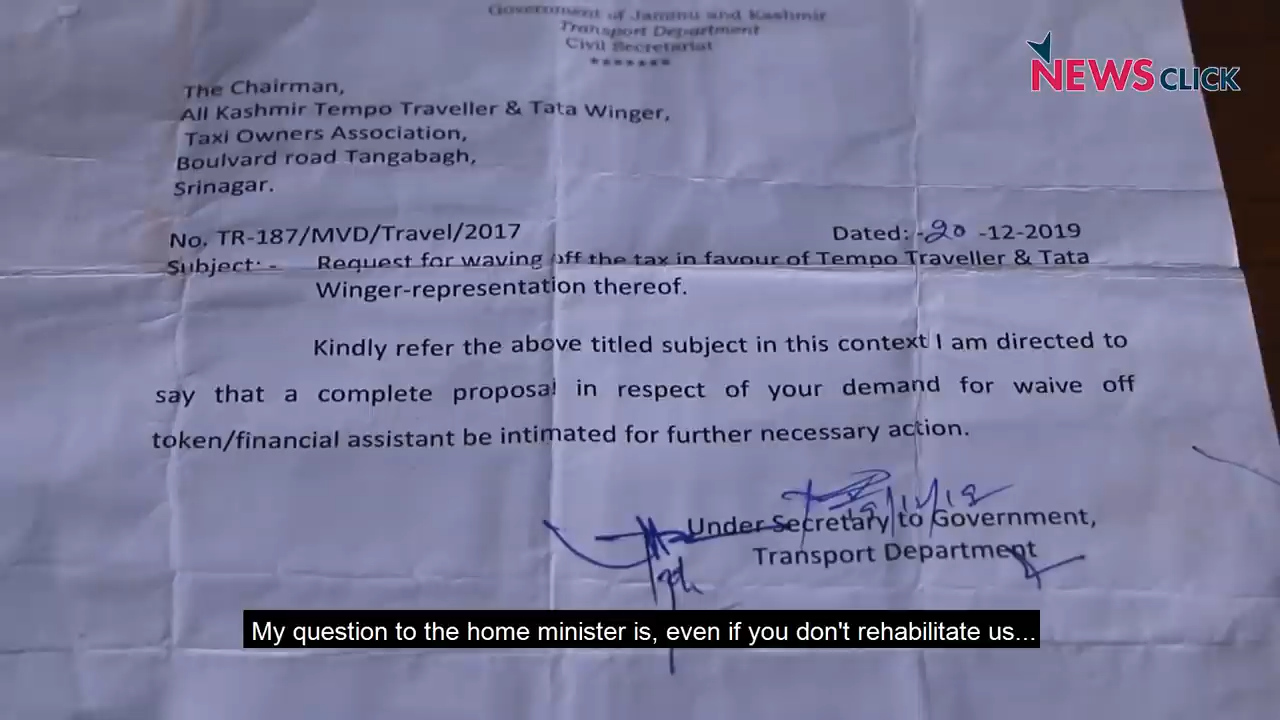 Government of Jammu and Kashmir
Transport Department
Civil Secretariat
*******
NEWSCLICK
The Chairman,
All Kashmir Tempo Traveller & Tata Winger,
Taxi Owners Association,
Boulvard road Tangabagh,
Srinagar.
No. TR-187/MVD/Travel/2017 Dated: -20 -12-2019
Subject: - Request for waving off the tax in favour of Tempo Traveller & Tata
Winger-representation thereof.
Kindly refer the above titled subject in this context I am directed to
say that a complete proposal in respect of your demand for waive off
token/financial assistant be intimated for further necessary action.
Under Secretary to Government,
Transport Department
My question to the home minister is, even if you don't rehabilitate us...